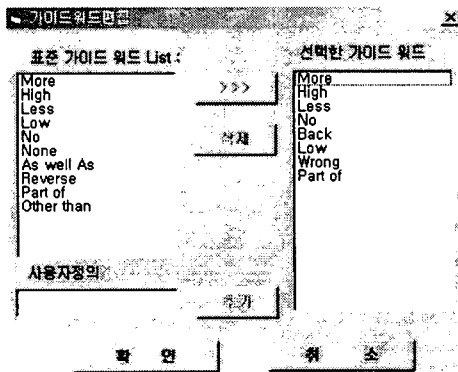 가이드워드편집
표준 가이드 워드 List :
More
High
Less
Low
No
None
As well As
Reverse
Part of
Other than
>>>
삭제
선택한 가이드 워드
More
High
Less
No
Back
Low
Wrong
Part of
사용자정의
추가
확 인
취 소